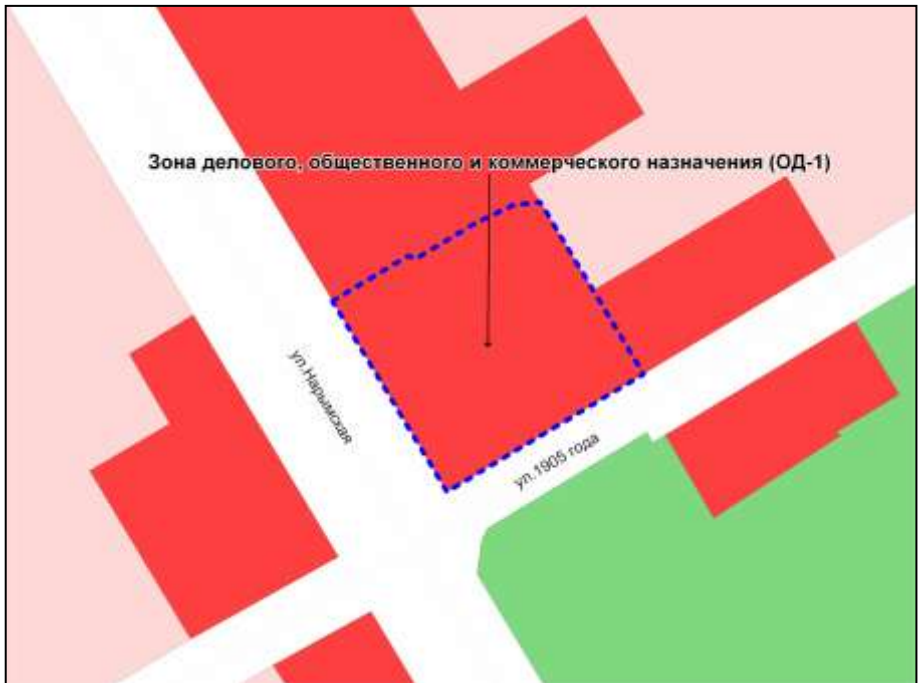 Зона делового, общественного и коммерческого назначения (ОД-1)
ул.Нарымская
ул.1905 года